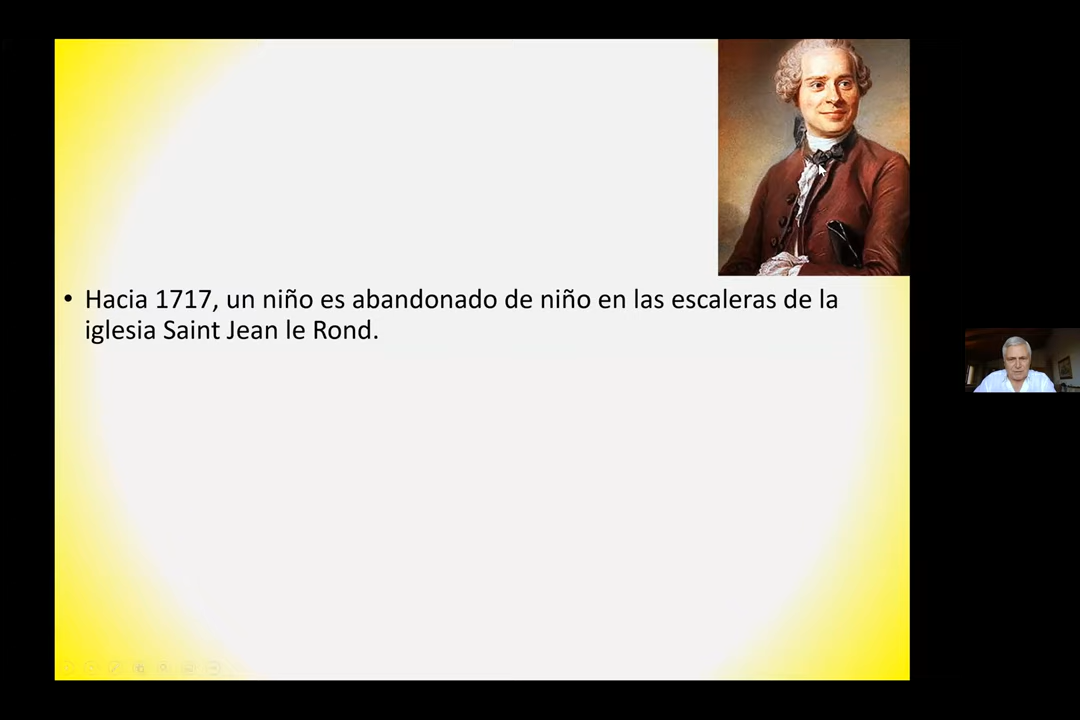 • Hacia 1717, un niño es abandonado de niño en las escaleras de la
iglesia Saint Jean le Rond.